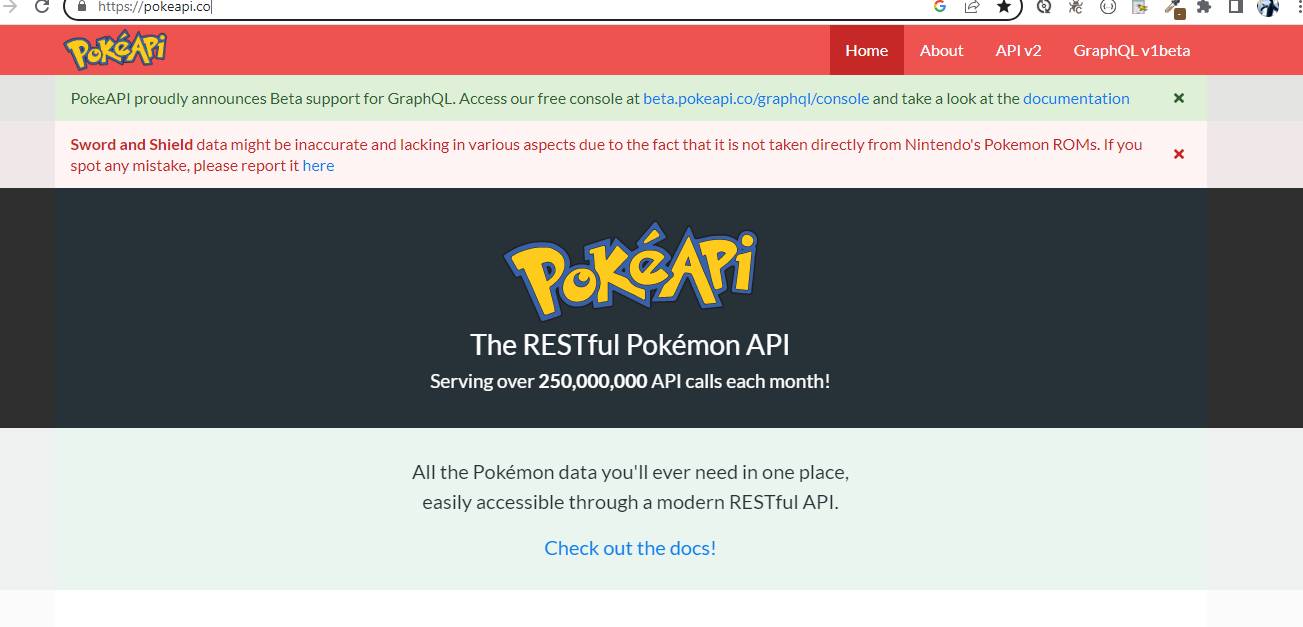 https://pokeapi.co
PokéApi
Home About API v2 GraphQL v1beta
PokeAPI proudly announces Beta support for GraphQL. Access our free console at beta.pokeapi.co/graphql/console and take a look at the documentation
Sword and Shield data might be inaccurate and lacking in various aspects due to the fact that it is not taken directly from Nintendo's Pokemon ROMs. If you
spot any mistake, please report it here
PokéApi
The RESTful Pokémon API
Serving over 250,000,000 API calls each month!
All the Pokémon data you'll ever need in one place,
easily accessible through a modern RESTful API.
Check out the docs!